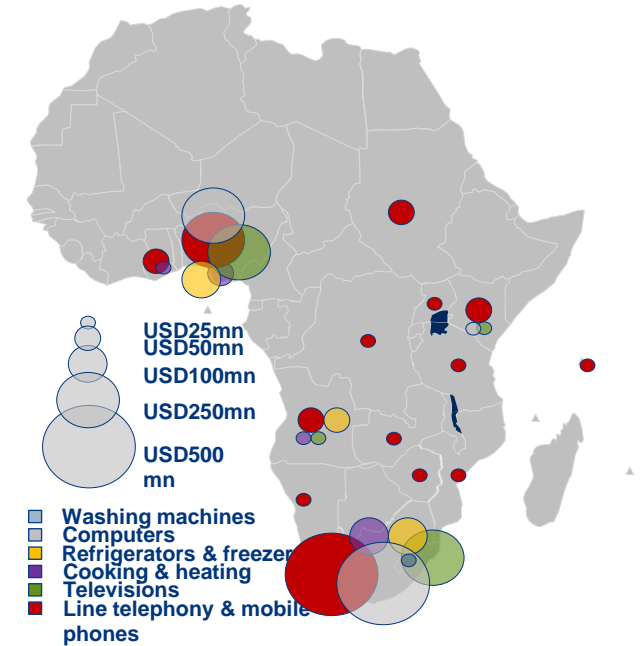 USD25mn
USD50mn
USD100mn
USD250mn
USD500
mn
Washing machines
Computers
Refrigerators & freezer
Cooking & heating
Televisions
Line telephony & mobile
phones